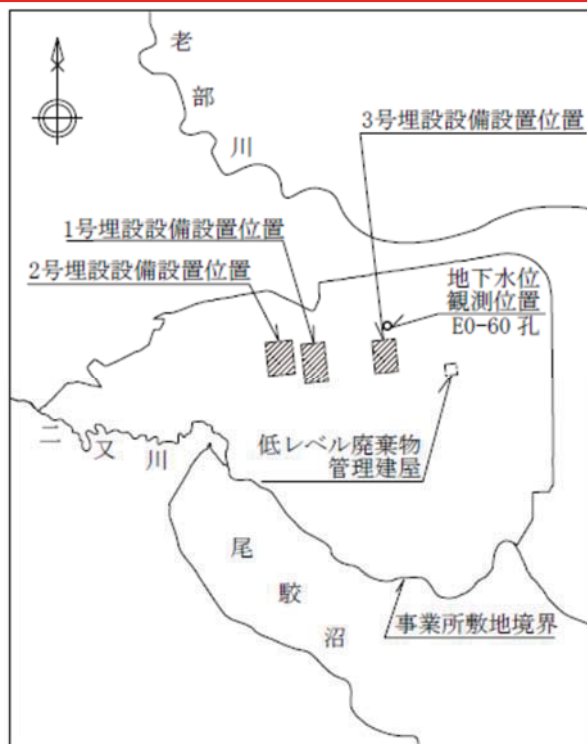 老部川
3号埋設設備設置位置
1号埋設設備設置位置
2号埋設設備設置位置
地下水位
観測位置
E0-60 孔
低レベル廃棄物
管理建屋
二又川
尾駮沼
事業所敷地境界